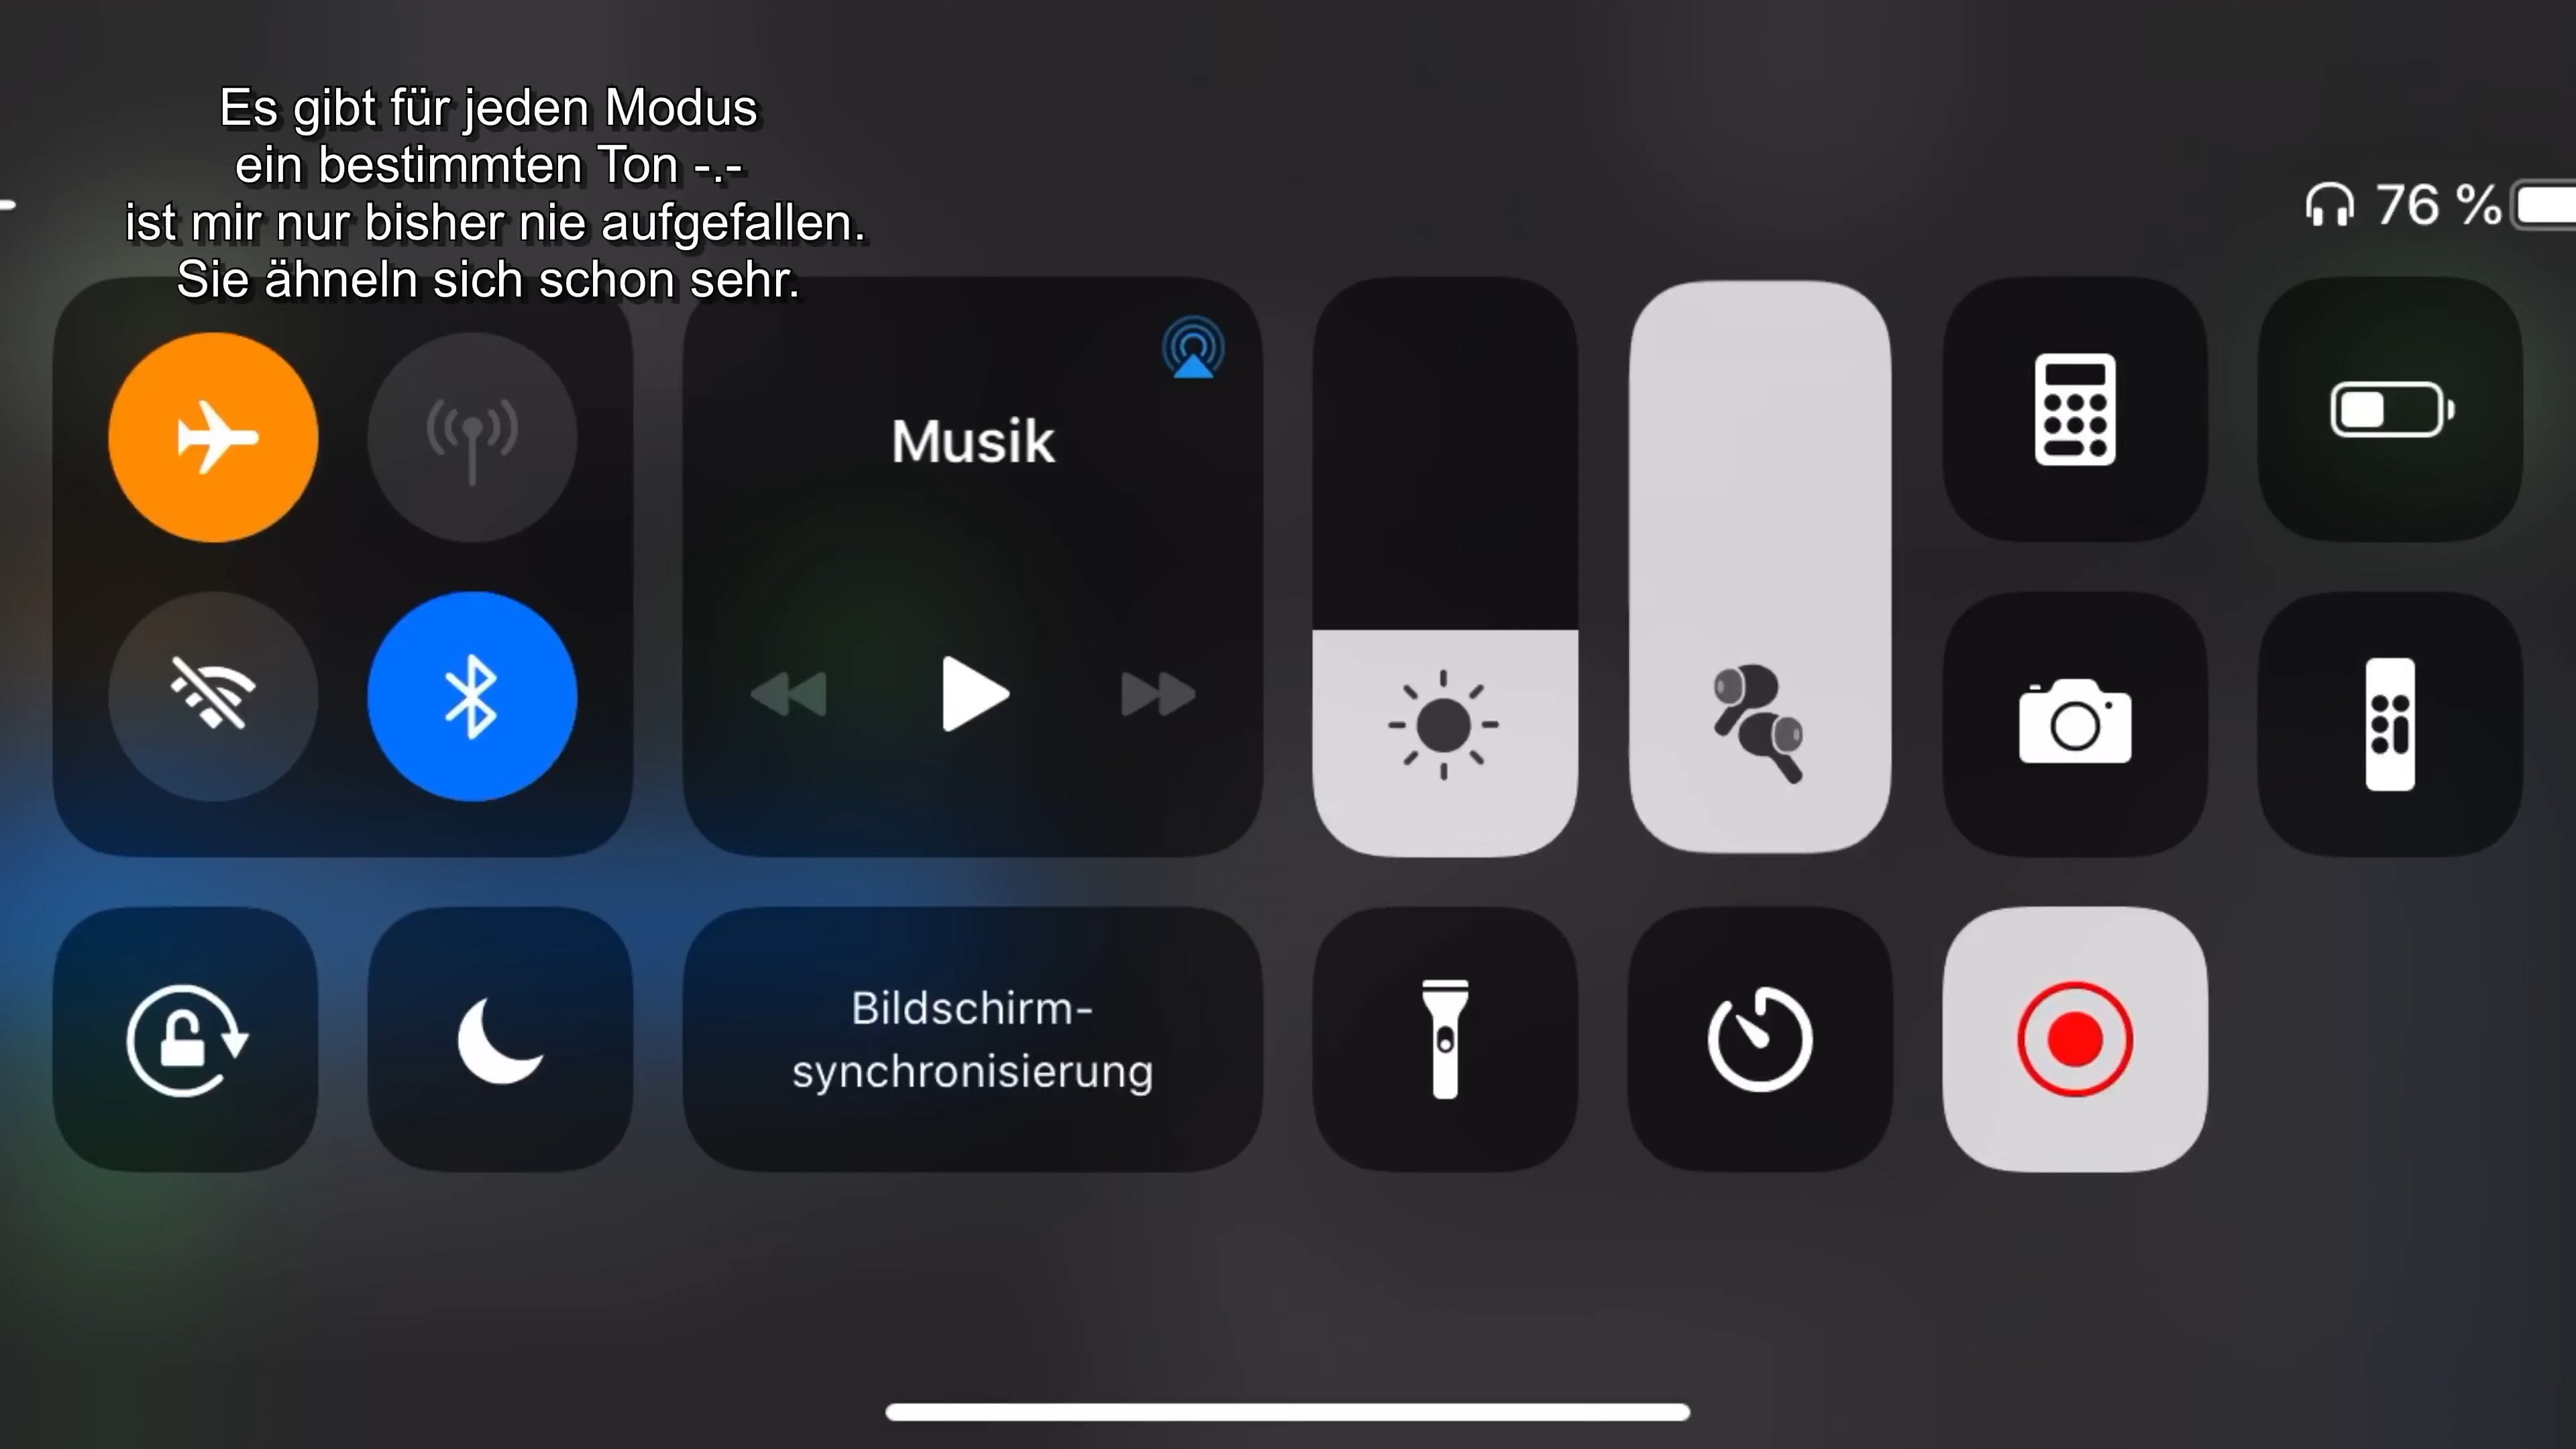 Es gibt für jeden Modus
ein bestimmten Ton -.-
ist mir nur bisher nie aufgefallen.
Sie ähneln sich schon sehr.
76 %
Musik
Bildschirm-
synchronisierung